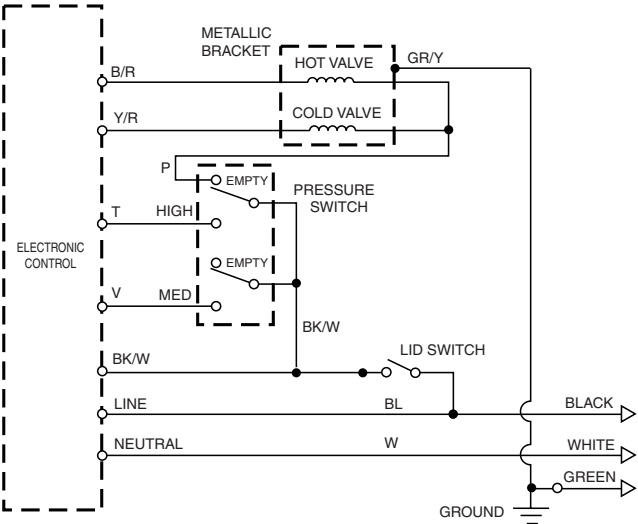 METALLIC
BRACKET
GR/Y
HOT VALVE
B/R
COLD VALVE
Y/R
P
EMPTY
PRESSURE
SWITCH
T
HIGH
ELECTRONIC
CONTROL
EMPTY
V
MED
BK/W
LID SWITCH
BK/W
LINE
BL
BLACK
NEUTRAL
W
WHITE
GREEN
GROUND